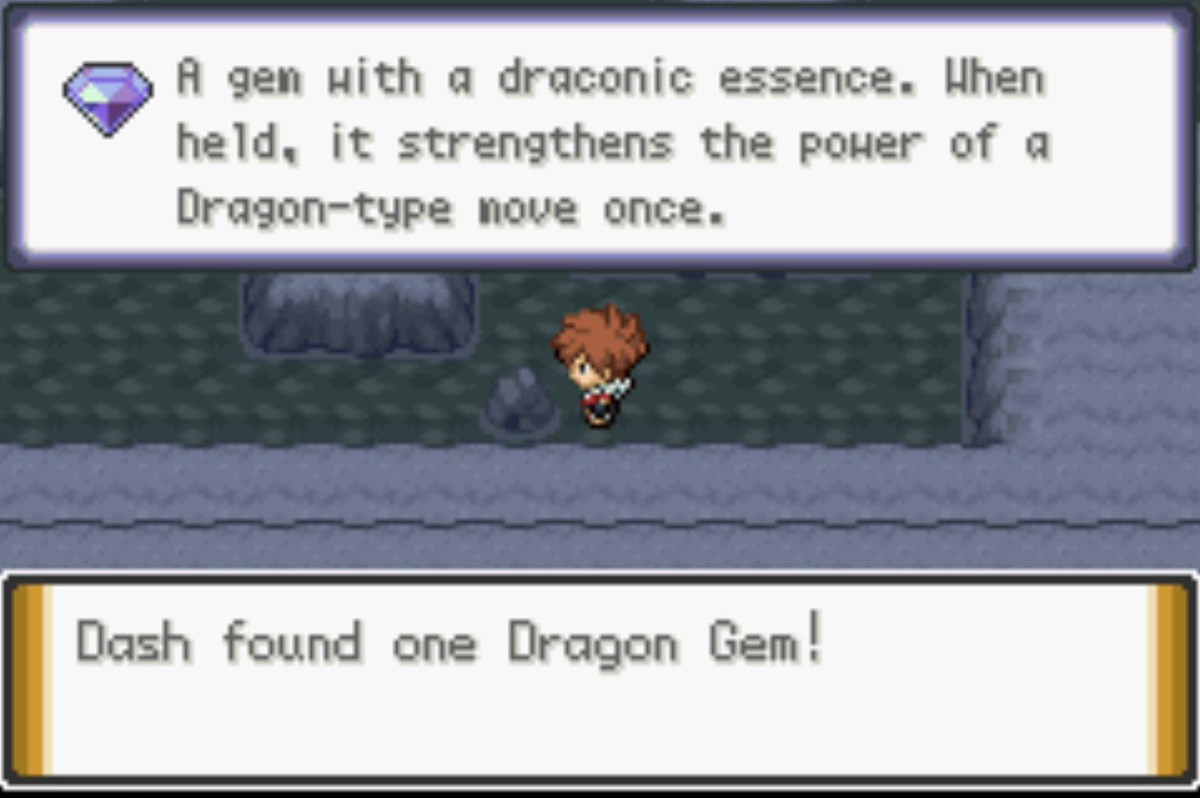 A gem with a draconic essence. When
held, it strengthens the power of a
Dragon-type move once.
Dash found one Dragon Gem!